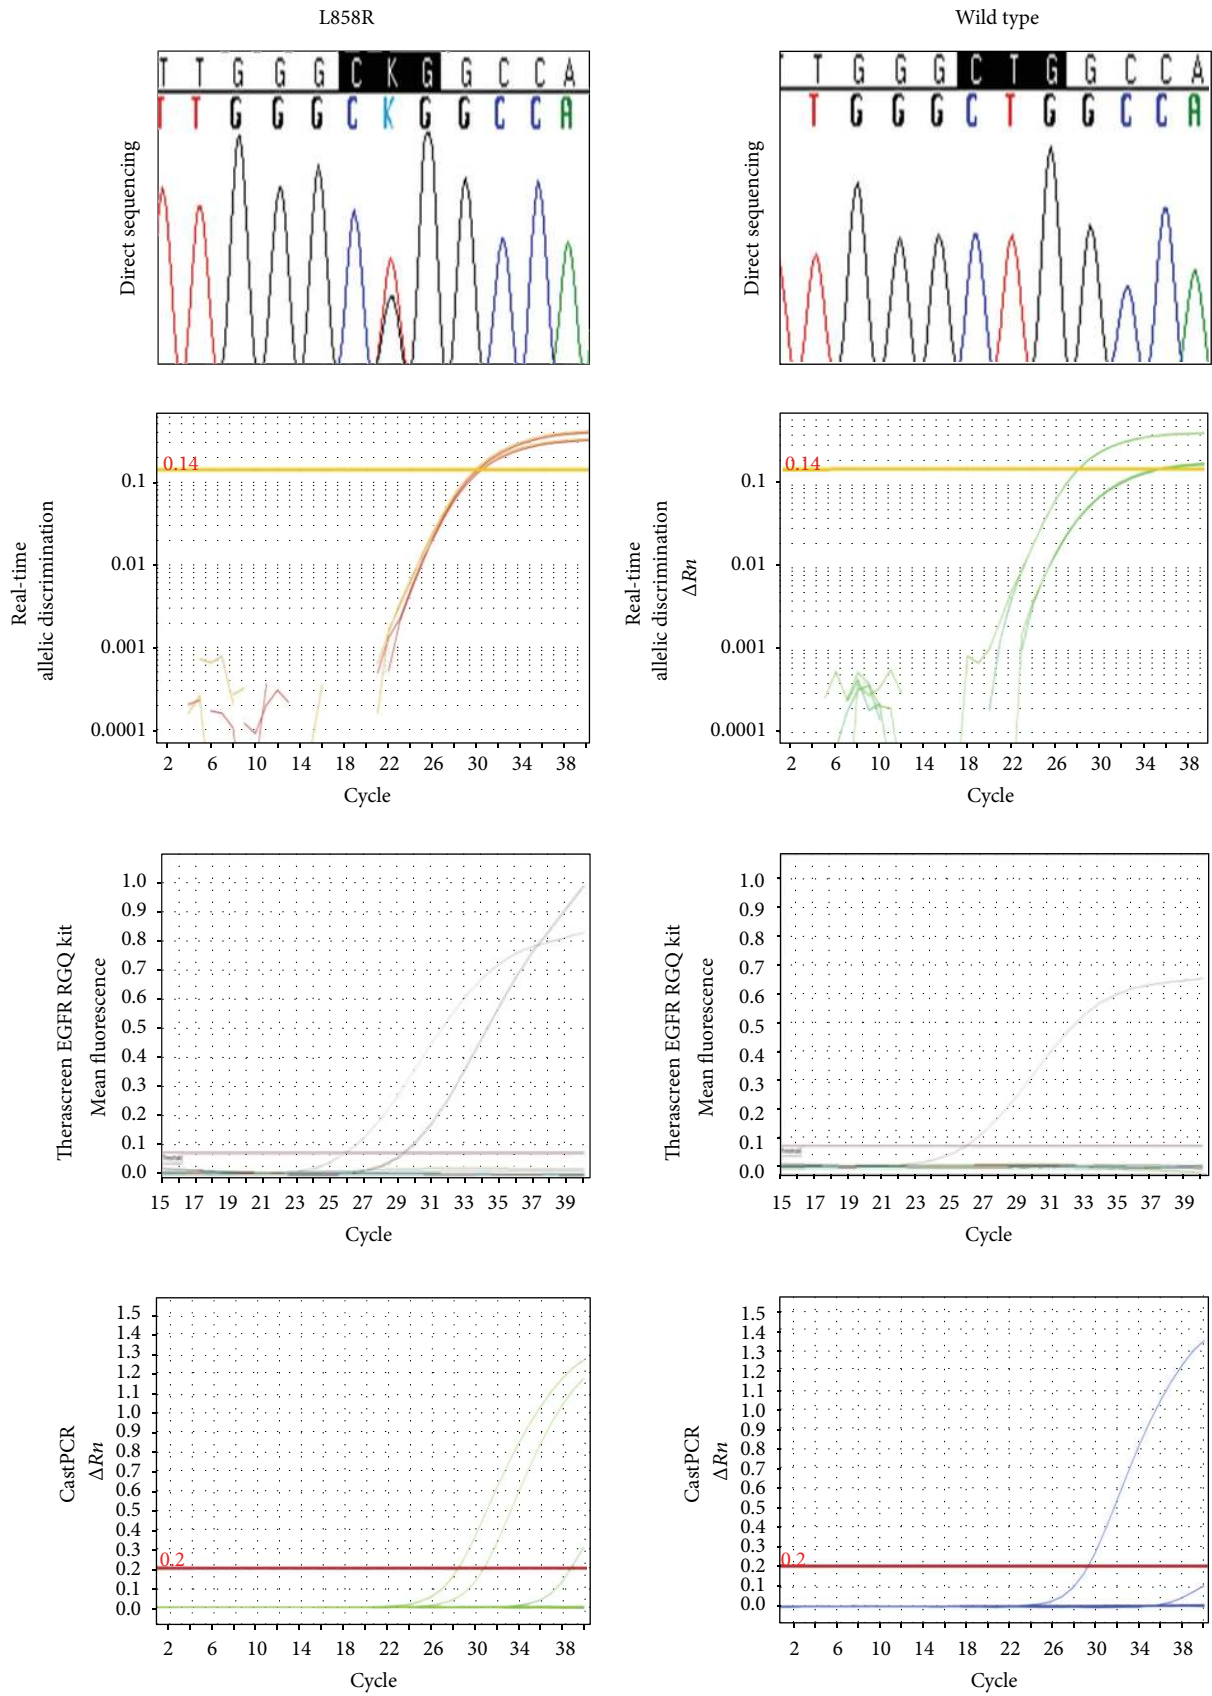 L858R
Wild type
Direct sequencing
T T G G G C K G G C C A
T T G G G C K G G C C A
Direct sequencing
T G G G C T G G C C A
T G G G C T G G C C A
Real-time
allelic discrimination
0.14
0.1
0.01
0.001
0.0001
2 6 10 14 18 22 26 30 34 38
Cycle
Real-time
allelic discrimination
ΔRn
0.14
0.1
0.01
0.001
0.0001
2 6 10 14 18 22 26 30 34 38
Cycle
Therascreen EGFR RGQ kit
Mean fluorescence
1.0
0.9
0.8
0.7
0.6
0.5
0.4
0.3
0.2
0.1
0.0
Threshold
15 17 19 21 23 25 27 29 31 33 35 37 39
Cycle
Therascreen EGFR RGQ kit
Mean fluorescence
1.0
0.9
0.8
0.7
0.6
0.5
0.4
0.3
0.2
0.1
0.0
Threshold
15 17 19 21 23 25 27 29 31 33 35 37 39
Cycle
CastPCR
ΔRn
1.5
1.4
1.3
1.2
1.1
1.0
0.9
0.8
0.7
0.6
0.5
0.4
0.3
0.2
0.1
0.0
0.2
2 6 10 14 18 22 26 30 34 38
Cycle
CastPCR
ΔRn
1.5
1.4
1.3
1.2
1.1
1.0
0.9
0.8
0.7
0.6
0.5
0.4
0.3
0.2
0.1
0.0
0.2
2 6 10 14 18 22 26 30 34 38
Cycle